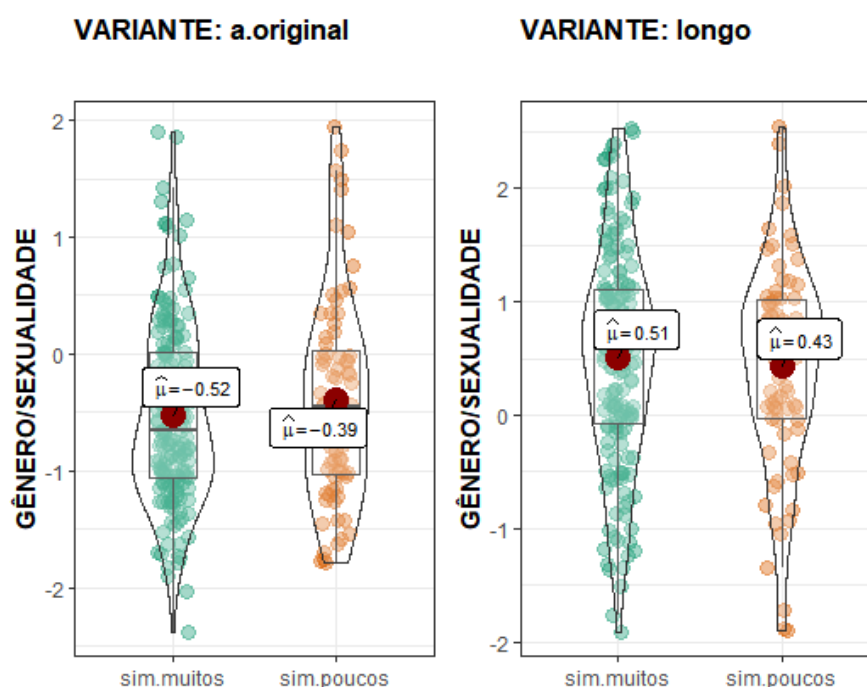 VARIANTE: a.original
GÊNERO/SEXUALIDADE
2
1
0
-1
-2
μ̂=−0.52
μ̂=−0.39
sim.muitos
sim.poucos
VARIANTE: longo
GÊNERO/SEXUALIDADE
2
1
0
-1
-2
μ̂=0.51
μ̂=0.43
sim.muitos
sim.poucos